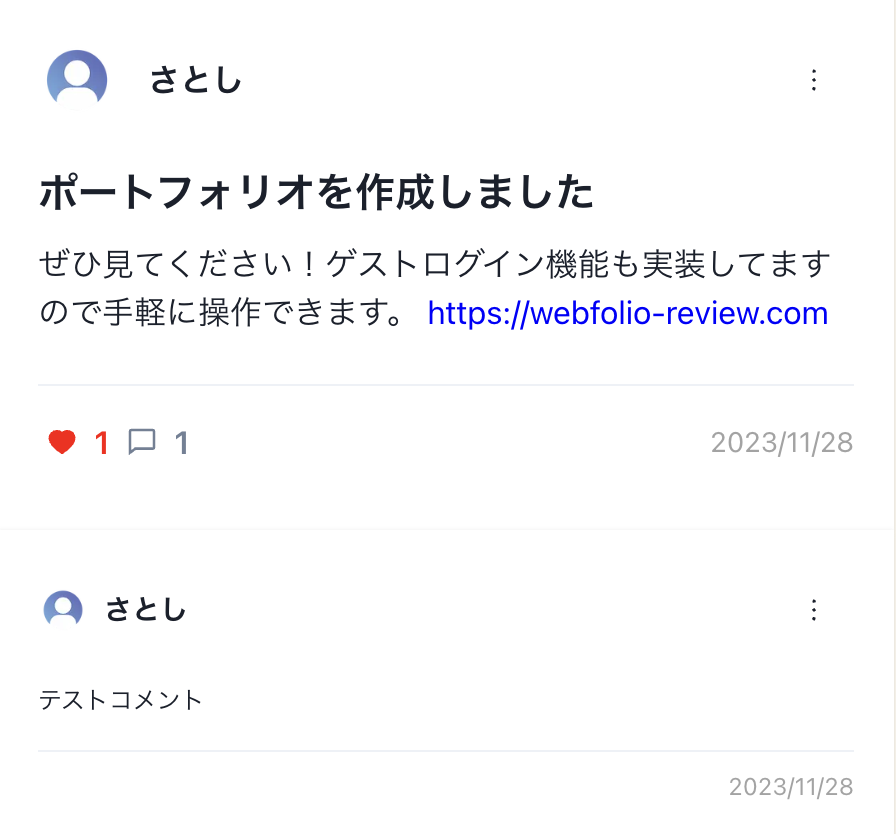 さとし
ポートフォリオを作成しました
ぜひ見てください！ゲストログイン機能も実装してます
ので手軽に操作できます。 https://webfolio-review.com
1 1 2023/11/28
さとし
テストコメント
2023/11/28